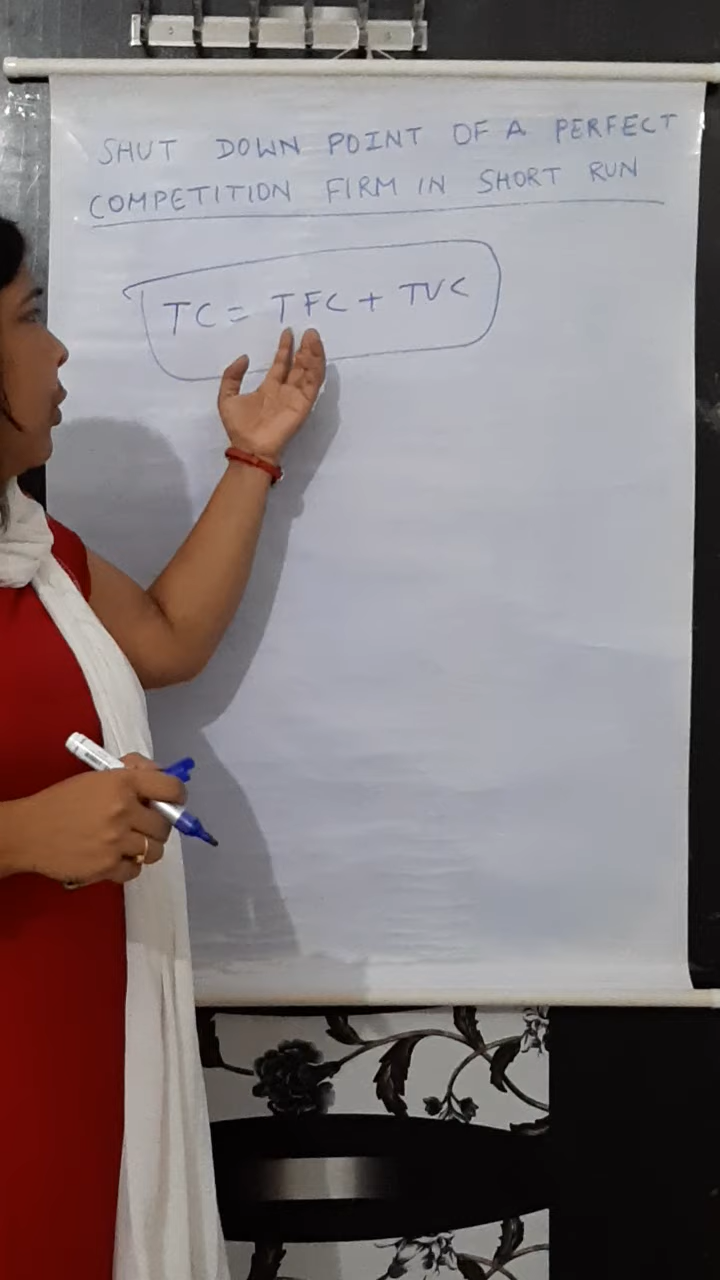 SHUT DOWN POINT OF A PERFECT
COMPETITION FIRM IN SHORT RUN
TC = TFC + TVC